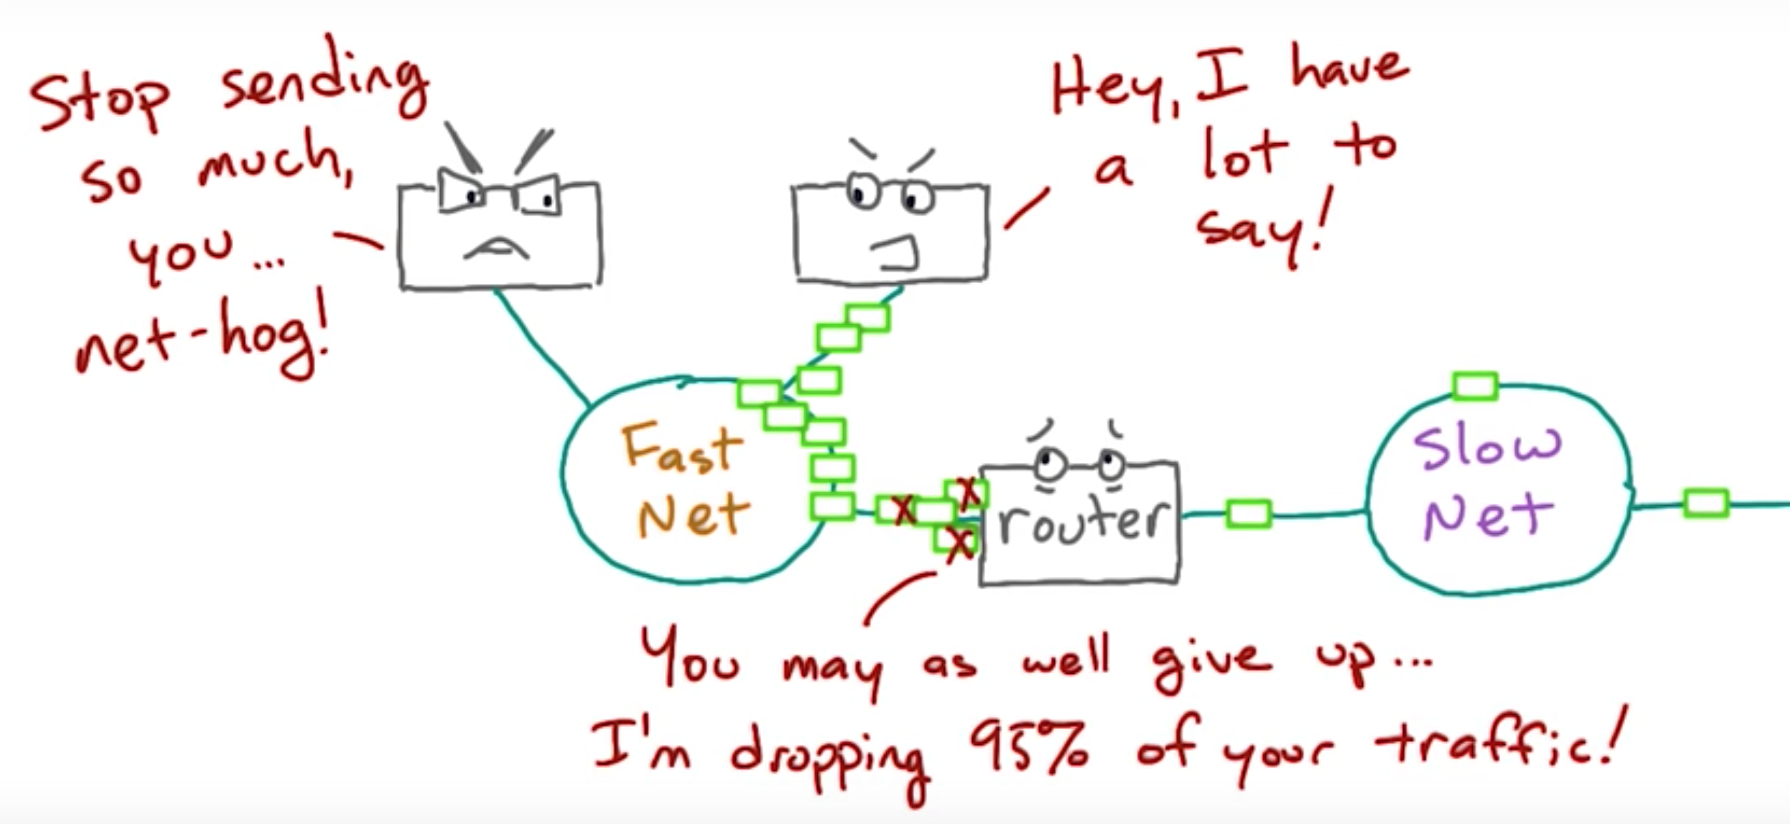 Stop sending
so much,
you...
net-hog!
Hey, I have
a lot to
say!
Fast
Net
X X
X
router
Slow
Net
You may as well give up...
I'm dropping 95% of your traffic!